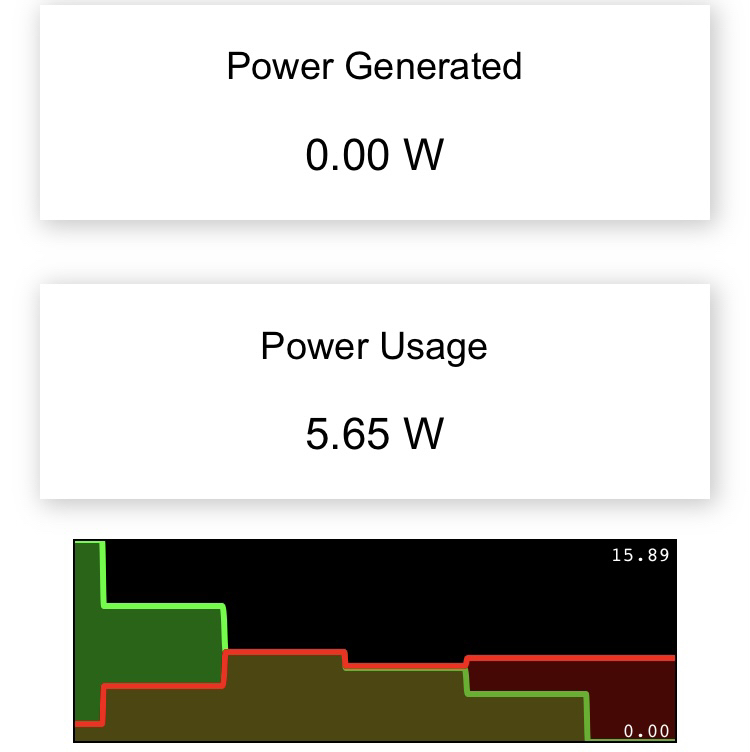 Power Generated
0.00 W
Power Usage
5.65 W
15.89
0.00